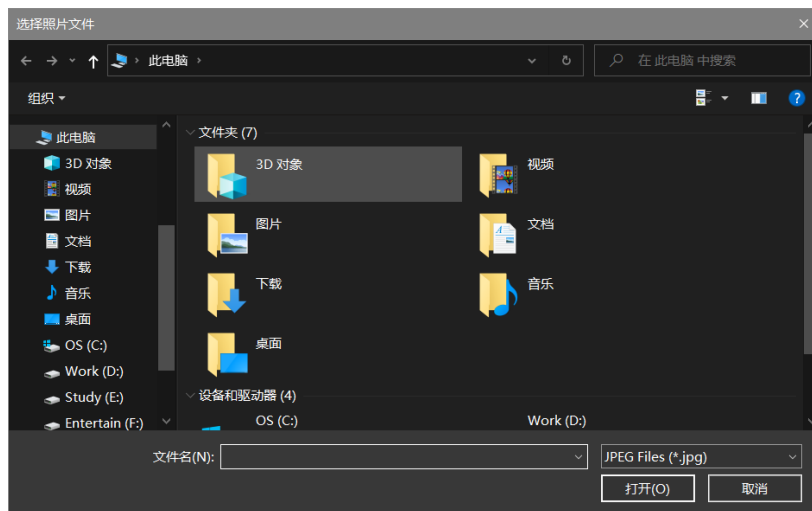 选择照片文件
此电脑
在 此电脑 中搜索
组织
此电脑
3D 对象
视频
图片
文档
下载
音乐
桌面
OS (C:)
Work (D:)
Study (E:)
Entertain (F:)
文件夹 (7)
3D 对象
视频
图片
文档
下载
音乐
桌面
设备和驱动器 (4)
OS (C:)
Work (D:)
文件名(N):
JPEG Files (*.jpg)
打开(O)
取消